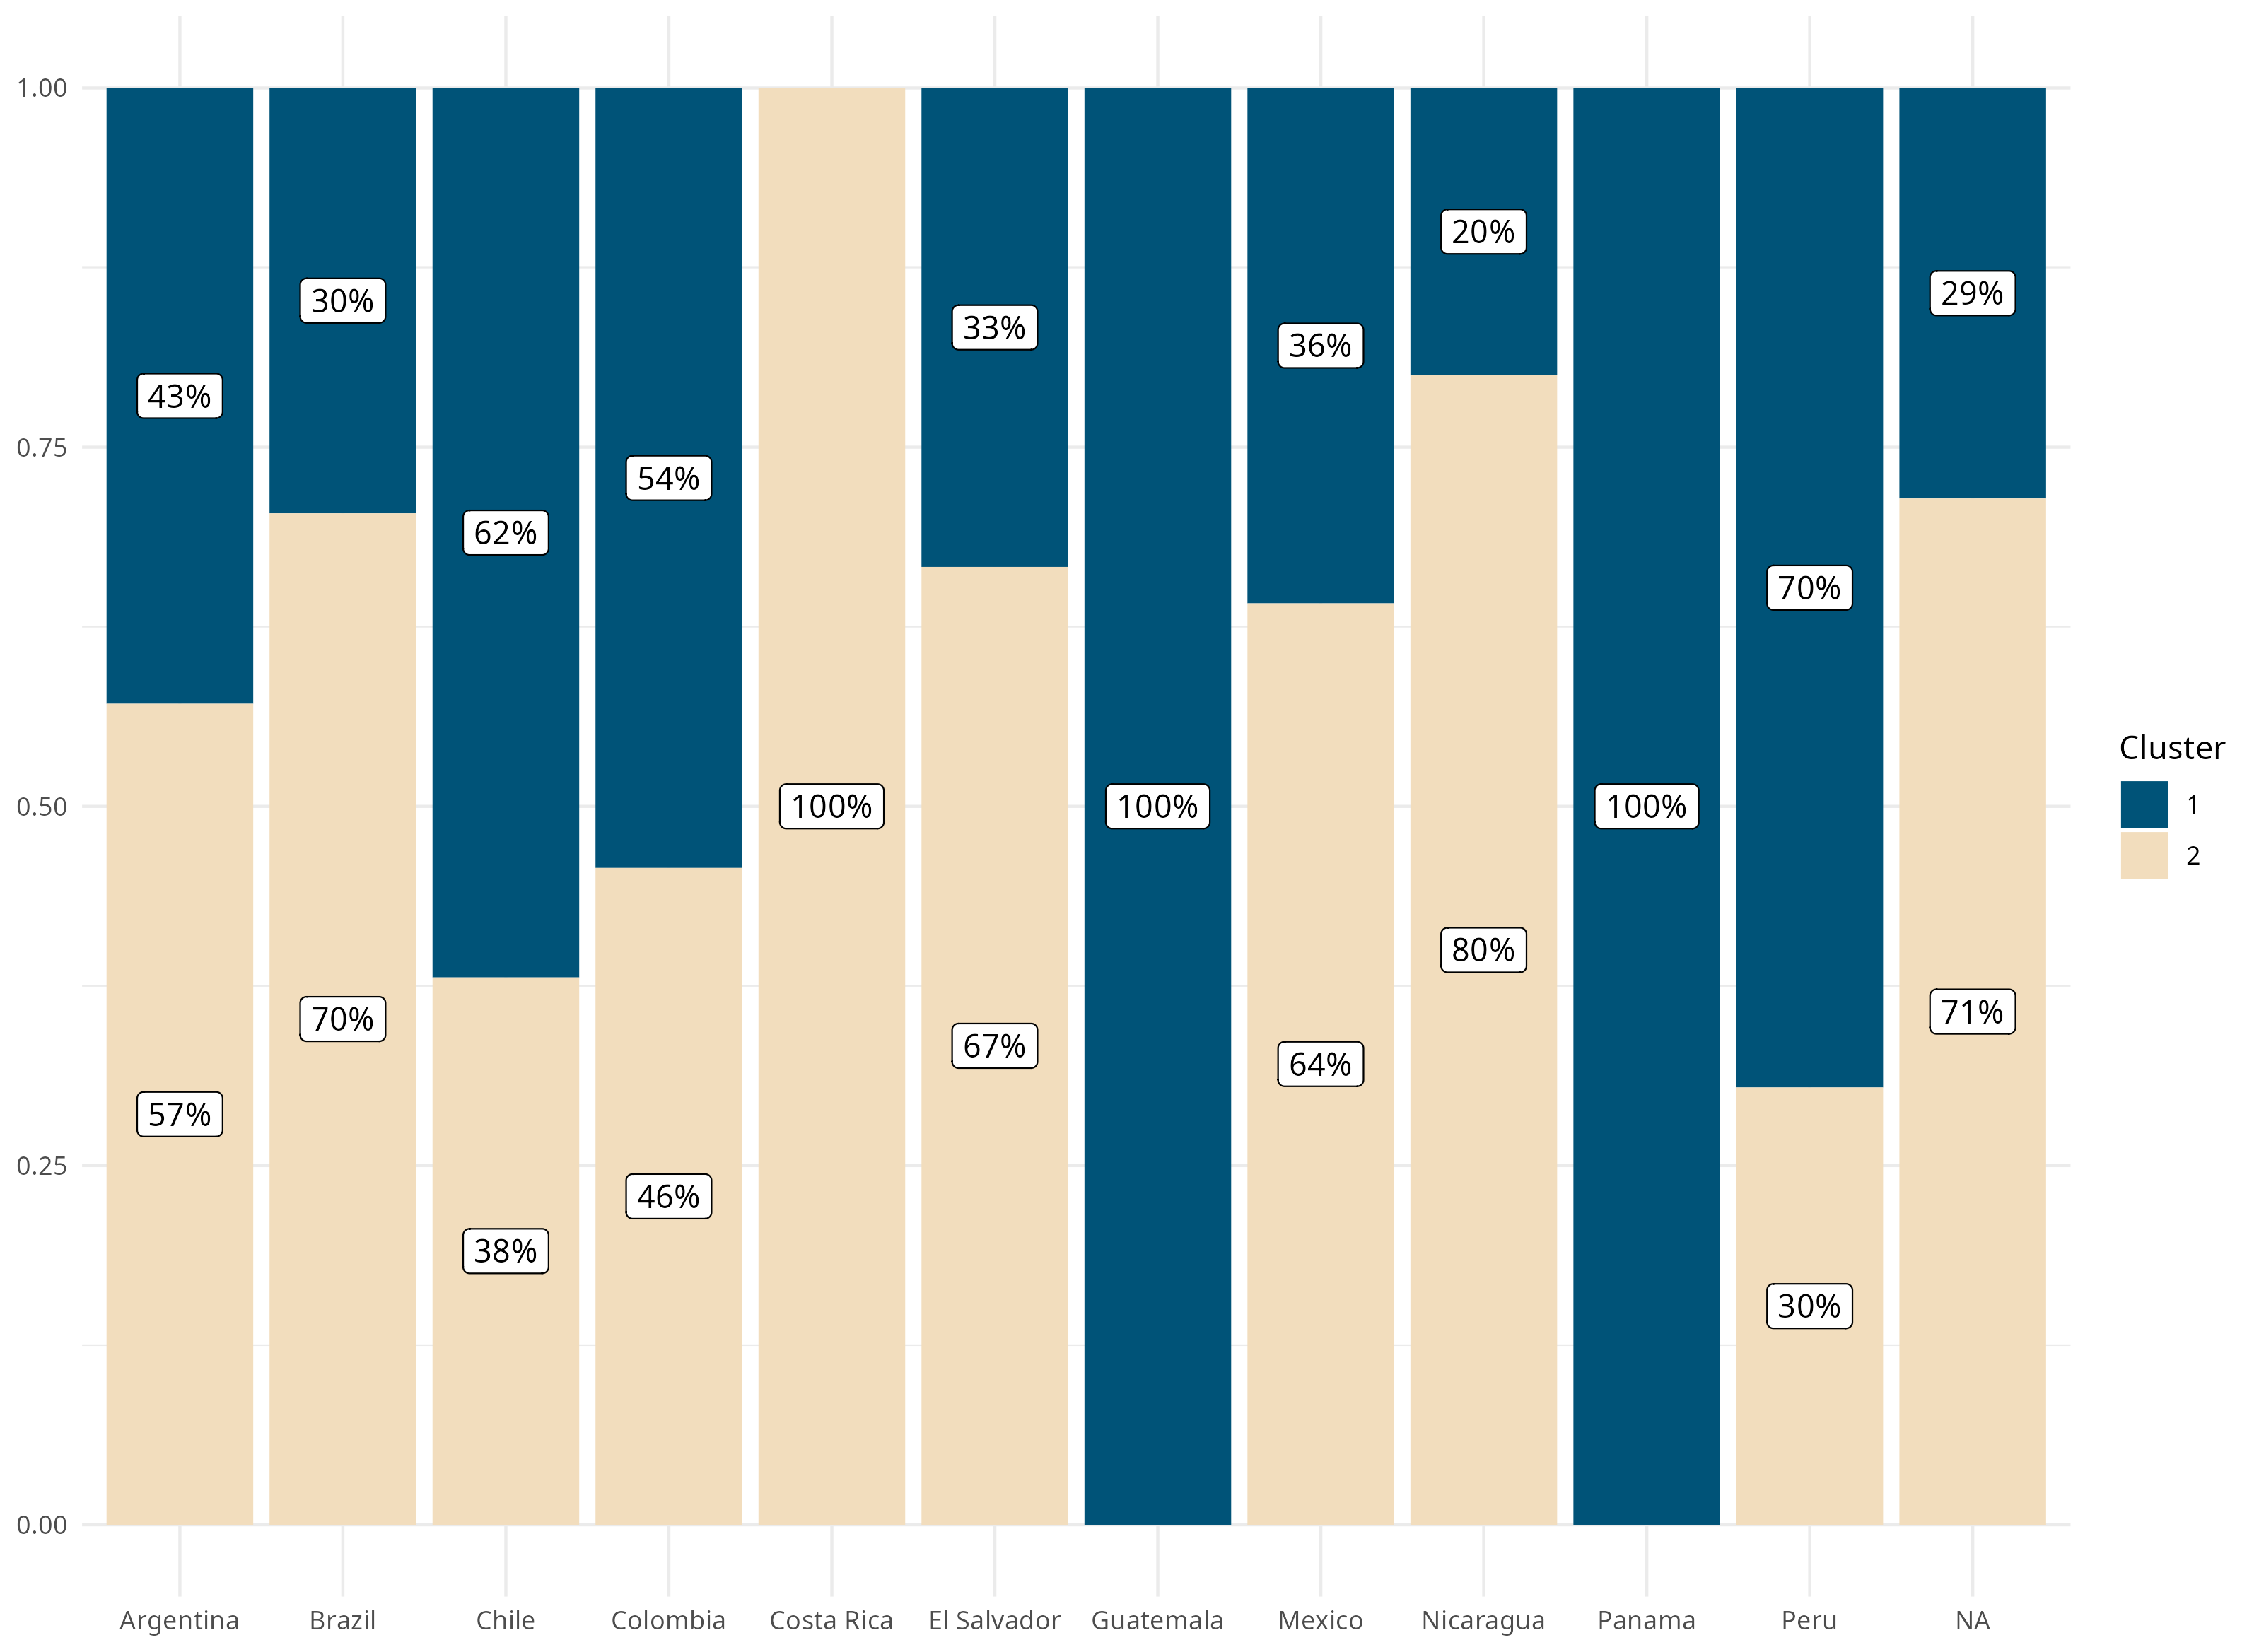 1.00
0.75
0.50
0.25
0.00
43%
57%
30%
70%
62%
38%
54%
46%
100%
33%
67%
100%
36%
64%
20%
80%
100%
70%
30%
29%
71%
Argentina
Brazil
Chile
Colombia
Costa Rica
El Salvador
Guatemala
Mexico
Nicaragua
Panama
Peru
NA
Cluster
1
2